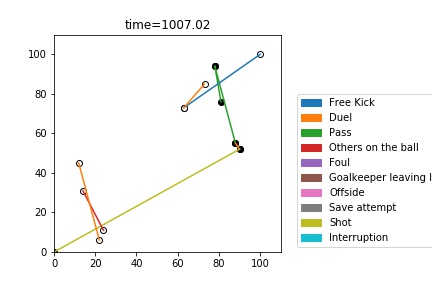 time=1007.02
100
80
60
40
20
0
0 20 40 60 80 100
Free Kick
Duel
Pass
Others on the ball
Foul
Goalkeeper leaving l
Offside
Save attempt
Shot
Interruption